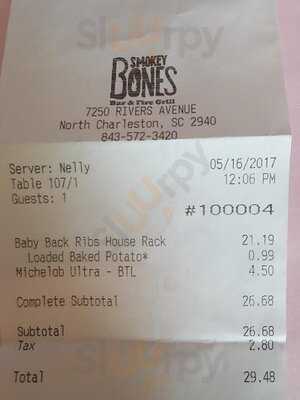 SMOKEY
BONES
Bar & Fire Grill
7250 RIVERS AVENUE
North Charleston, SC 2940
843-572-3420
Server: Nelly 05/16/2017
Table 107/1 12:06 PM
Guests: 1
#100004
Baby Back Ribs House Rack 21.19
Loaded Baked Potato* 0.99
Michelob Ultra - BTL 4.50
Complete Subtotal 26.68
Subtotal 26.68
Tax 2.80
Total 29.48